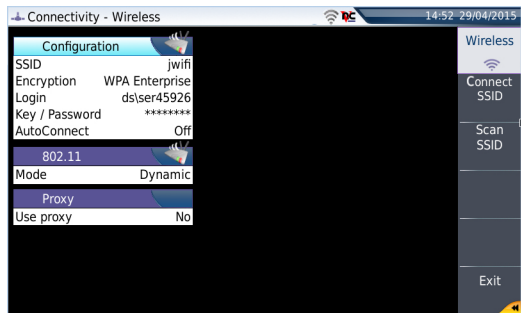 Connectivity - Wireless
14:52 29/04/2015
Configuration
SSID jwifi
Encryption WPA Enterprise
Login ds\ser45926
Key / Password ********
AutoConnect Off
802.11
Mode Dynamic
Proxy
Use proxy No
Wireless
Connect
SSID
Scan
SSID
Exit